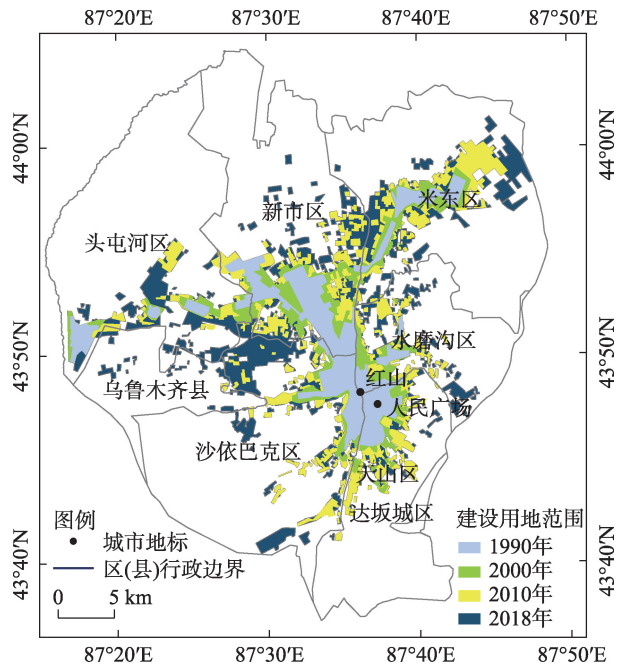 87°20′E 87°30′E 87°40′E 87°50′E
44°00′N 44°00′N
新市区
米东区
头屯河区
43°50′N 43°50′N
水磨沟区
乌鲁木齐县
红山
人民广场
沙依巴克区
天山区
达坂城区
图例
城市地标
区(县)行政边界
0 5 km
建设用地范围
1990年
2000年
2010年
2018年
43°40′N 43°40′N
87°20′E 87°30′E 87°40′E 87°50′E